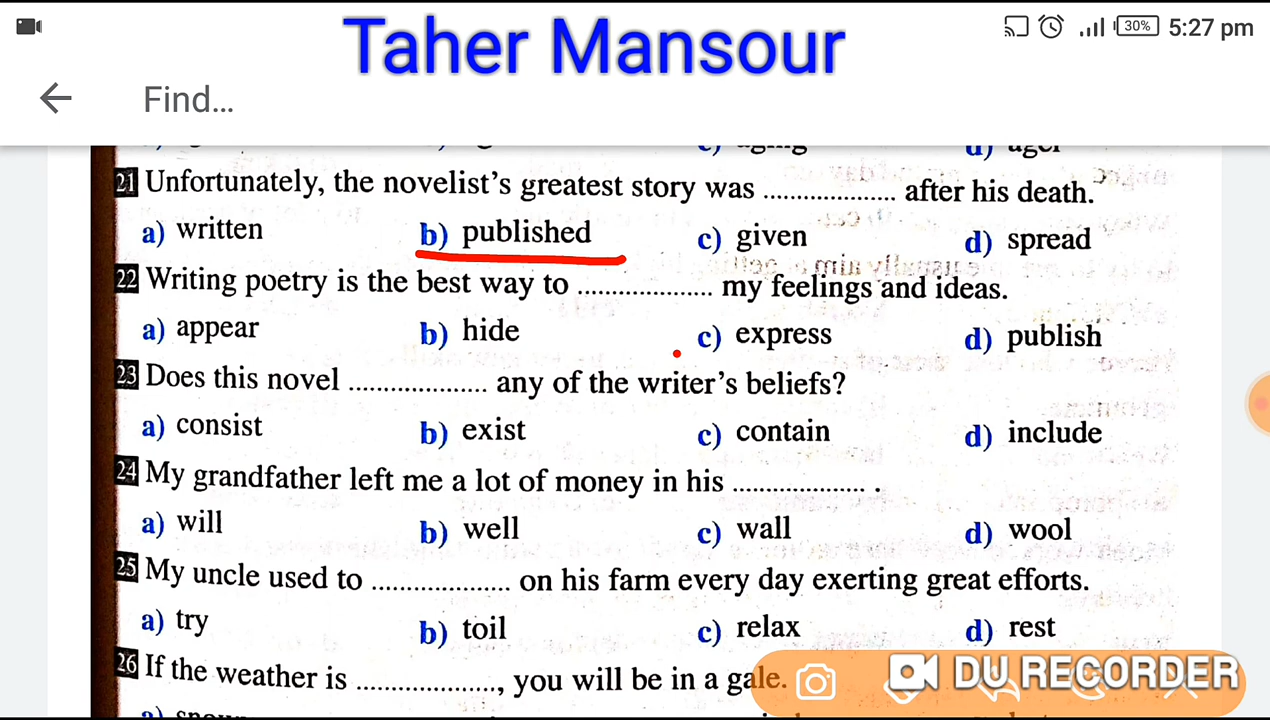 Taher Mansour
30% 5:27 pm
Find...
c) aging d) ager
21 Unfortunately, the novelist's greatest story was .................... after his death.
a) written b) published c) given d) spread
22 Writing poetry is the best way to .................... my feelings and ideas.
a) appear b) hide c) express d) publish
23 Does this novel .................... any of the writer's beliefs?
a) consist b) exist c) contain d) include
24 My grandfather left me a lot of money in his .................... .
a) will b) well c) wall d) wool
25 My uncle used to .................... on his farm every day exerting great efforts.
a) try b) toil c) relax d) rest
26 If the weather is ...................., you will be in a gale.
DU RECORDER